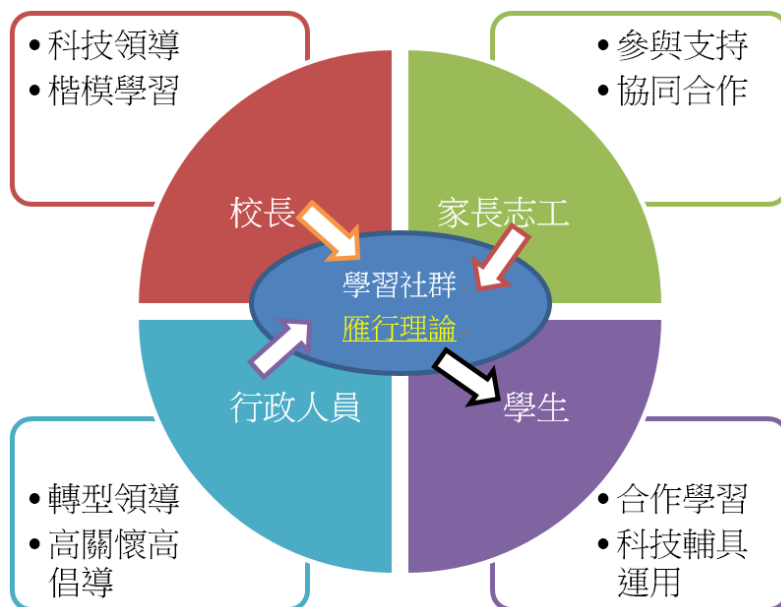 • 科技領導
• 楷模學習
• 參與支持
• 協同合作
校長
家長志工
學習社群
雁行理論
行政人員
學生
• 轉型領導
• 高關懷高
倡導
• 合作學習
• 科技輔具
運用